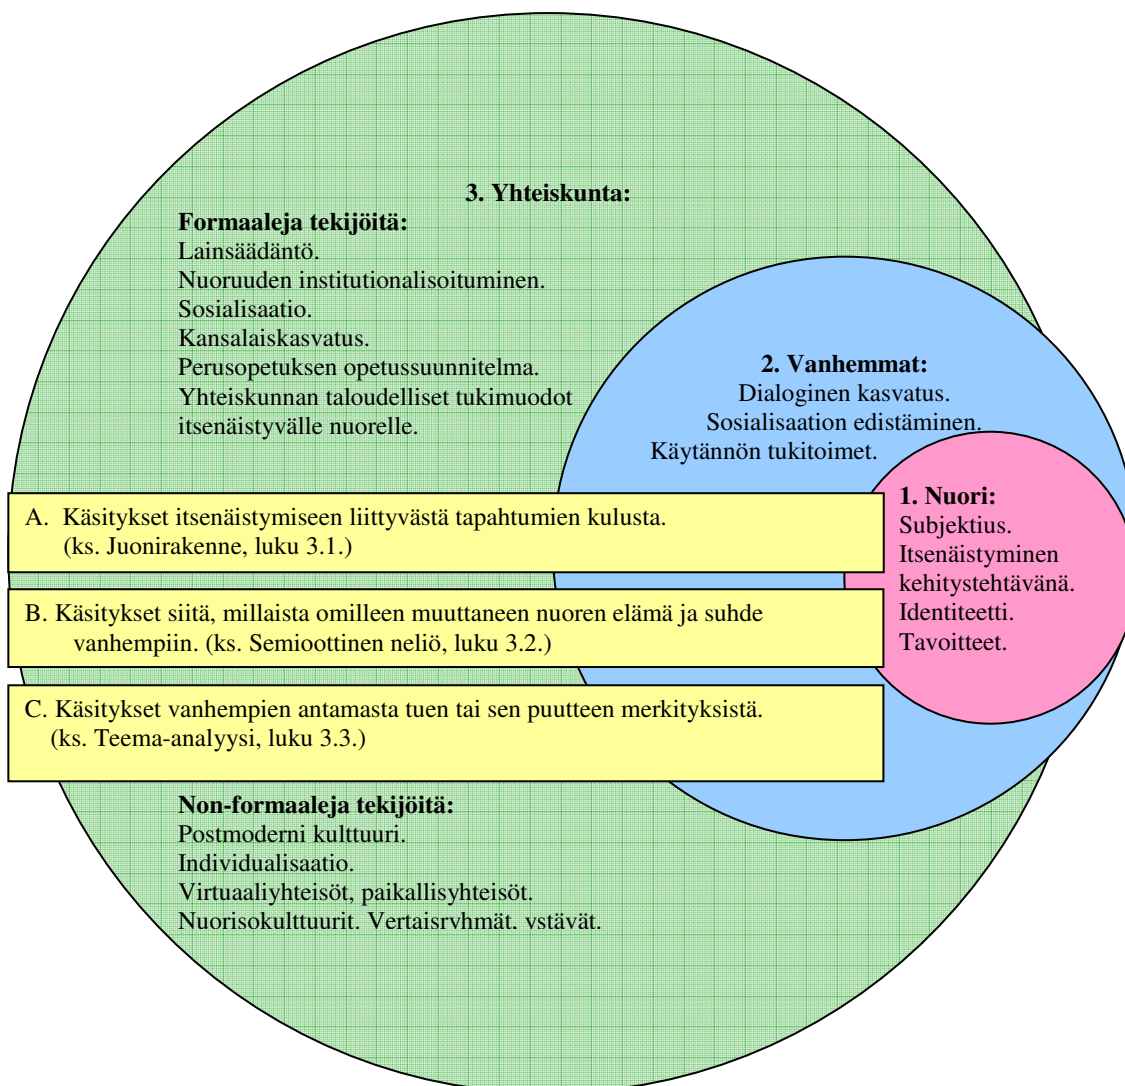 3. Yhteiskunta:
Formaaleja tekijöitä:
Lainsäädäntö.
Nuoruuden institutionalisoituminen.
Sosialisaatio.
Kansalaiskasvatus.
Perusopetuksen opetussuunnitelma.
Yhteiskunnan taloudelliset tukimuodot
itsenäistyvälle nuorelle.
2. Vanhemmat:
Dialoginen kasvatus.
Sosialisaation edistäminen.
Käytännön tukitoimet.
1. Nuori:
Subjektius.
Itsenäistyminen
kehitystehtävänä.
Identiteetti.
Tavoitteet.
A. Käsitykset itsenäistymiseen liittyvästä tapahtumien kulusta.
(ks. Juonirakenne, luku 3.1.)
B. Käsitykset siitä, millaista omilleen muuttaneen nuoren elämä ja suhde
vanhempiin. (ks. Semioottinen neliö, luku 3.2.)
C. Käsitykset vanhempien antamasta tuen tai sen puutteen merkityksistä.
(ks. Teema-analyysi, luku 3.3.)
Non-formaaleja tekijöitä:
Postmoderni kulttuuri.
Individualisaatio.
Virtuaaliyhteisöt, paikallisyhteisöt.
Nuorisokulttuurit. Vertaisryhmät, ystävät.